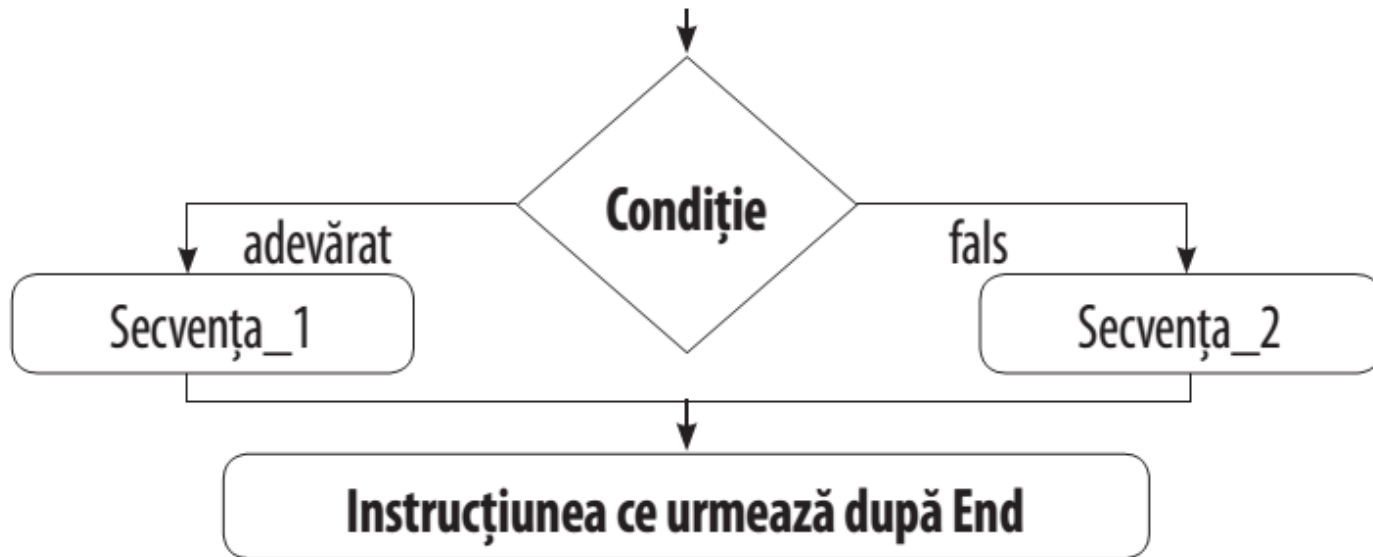 Condiție
adevărat
fals
Secvența_1
Secvența_2
Instrucțiunea ce urmează după End